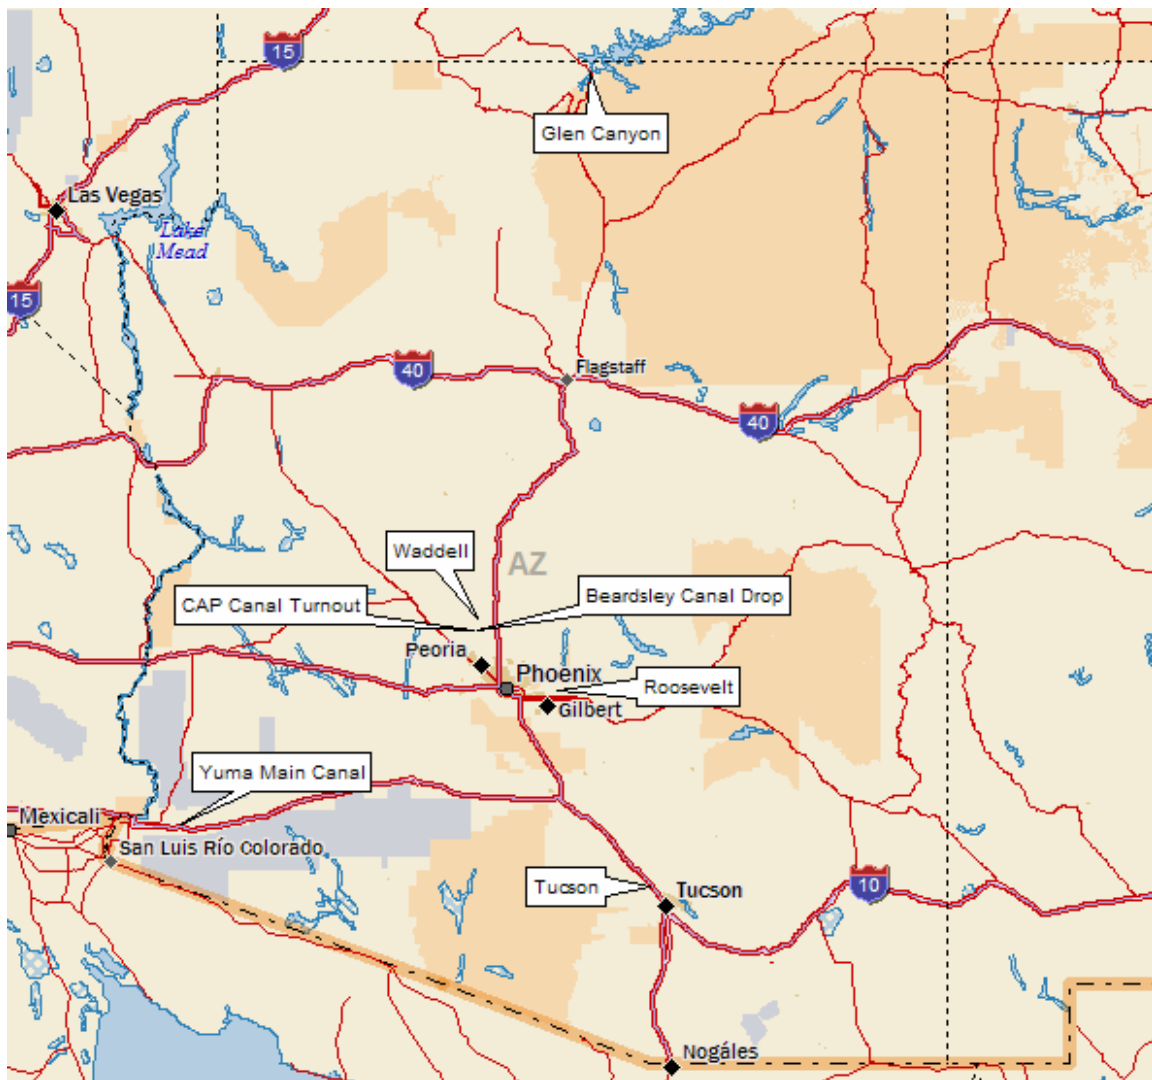 15
Glen Canyon
Las Vegas
Lake
Mead
15
40
Flagstaff
40
Waddell
AZ
CAP Canal Turnout
Beardsley Canal Drop
Peoria
Phoenix
Roosevelt
Gilbert
Yuma Main Canal
Mexicali
San Luis Río Colorado
Tucson
Tucson
10
Nogáles